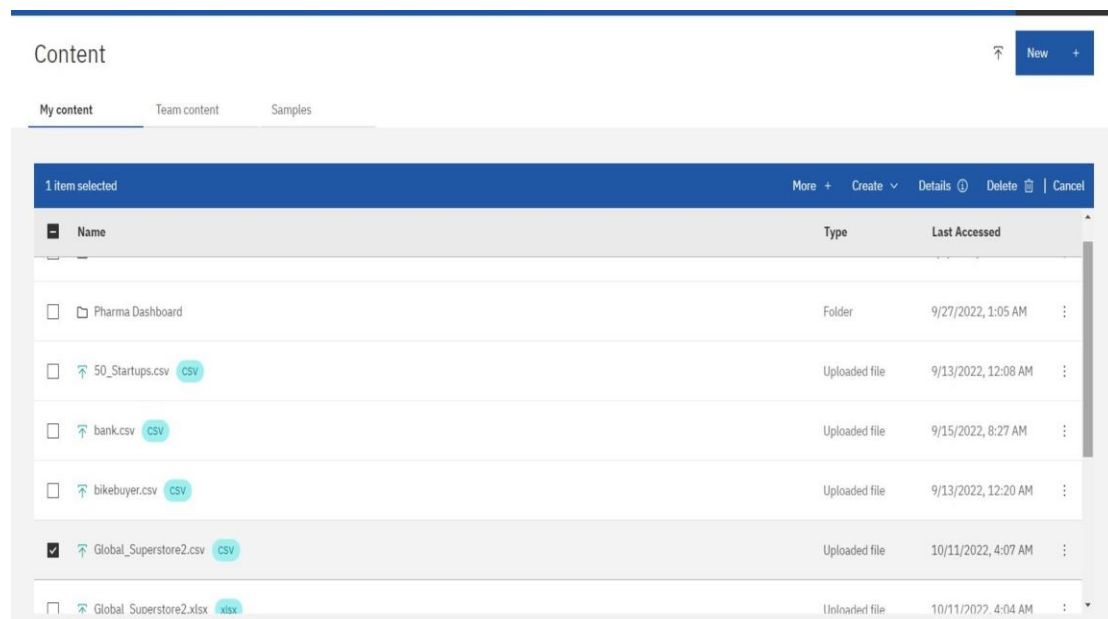 Content
New +
My content Team content Samples
1 item selected More + Create Details Delete | Cancel
Name Type Last Accessed
Pharma Dashboard Folder 9/27/2022, 1:05 AM
50_Startups.csv CSV Uploaded file 9/13/2022, 12:08 AM
bank.csv CSV Uploaded file 9/15/2022, 8:27 AM
bikebuyer.csv CSV Uploaded file 9/13/2022, 12:20 AM
Global_Superstore2.csv CSV Uploaded file 10/11/2022, 4:07 AM
Global_Superstore2.xlsx xlsx Uploaded file 10/11/2022, 4:04 AM